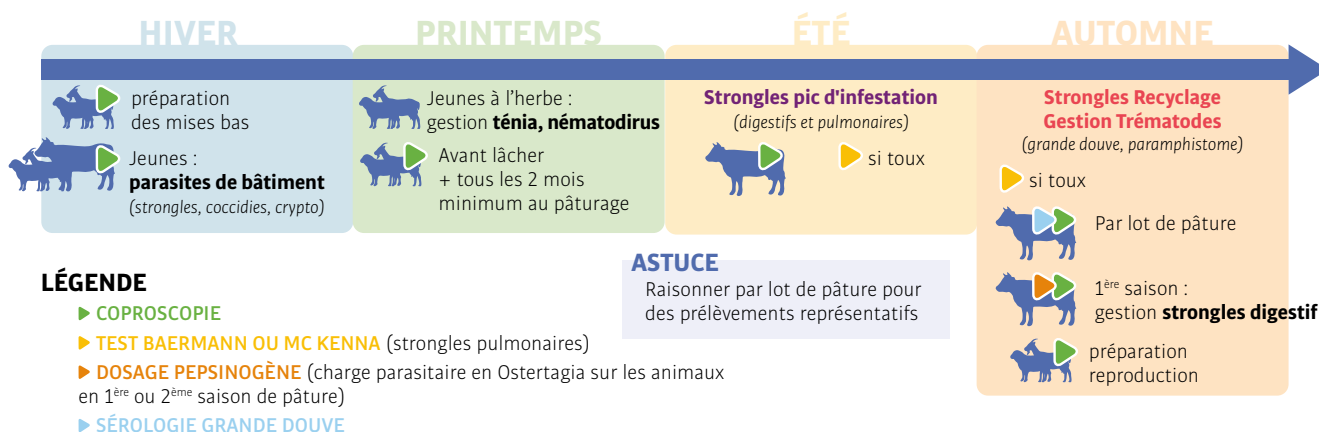 HIVER
préparation
des mises bas
Jeunes :
parasites de bâtiment
(strongles, coccidies, crypto)
PRINTEMPS
Jeunes à l'herbe :
gestion ténia, nématodirus
Avant lâcher
+ tous les 2 mois
minimum au pâturage
ÉTÉ
Strongles pic d'infestation
(digestifs et pulmonaires)
si toux
AUTOMNE
Strongles Recyclage
Gestion Trématodes
(grande douve, paramphistome)
si toux
Par lot de pâture
1ère saison :
gestion strongles digestif
préparation
reproduction
LÉGENDE
COPROSCOPIE
TEST BAERMANN OU MC KENNA (strongles pulmonaires)
DOSAGE PEPSINOGÈNE (charge parasitaire en Ostertagia sur les animaux
en 1ère ou 2ème saison de pâture)
SÉROLOGIE GRANDE DOUVE
ASTUCE
Raisonner par lot de pâture pour
des prélèvements représentatifs